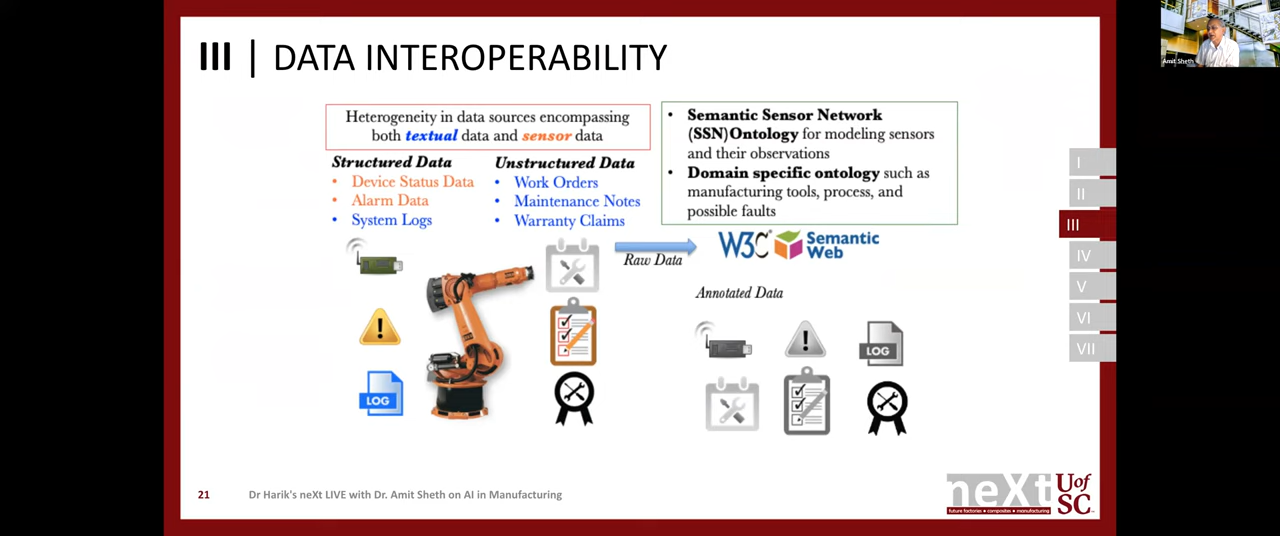 III | DATA INTEROPERABILITY
Heterogeneity in data sources encompassing
both textual data and sensor data
Structured Data
• Device Status Data
• Alarm Data
• System Logs
Unstructured Data
• Work Orders
• Maintenance Notes
• Warranty Claims
• Semantic Sensor Network
(SSN)Ontology for modeling sensors
and their observations
• Domain specific ontology such as
manufacturing tools, process, and
possible faults
Raw Data
W3C® Semantic
Web
Annotated Data
LOG
LOG
I
II
III
IV
V
VI
VII
Amit Sheth
21
Dr Harik's neXt LIVE with Dr. Amit Sheth on AI in Manufacturing
neXt
future factories • composites • manufacturing
UofSC